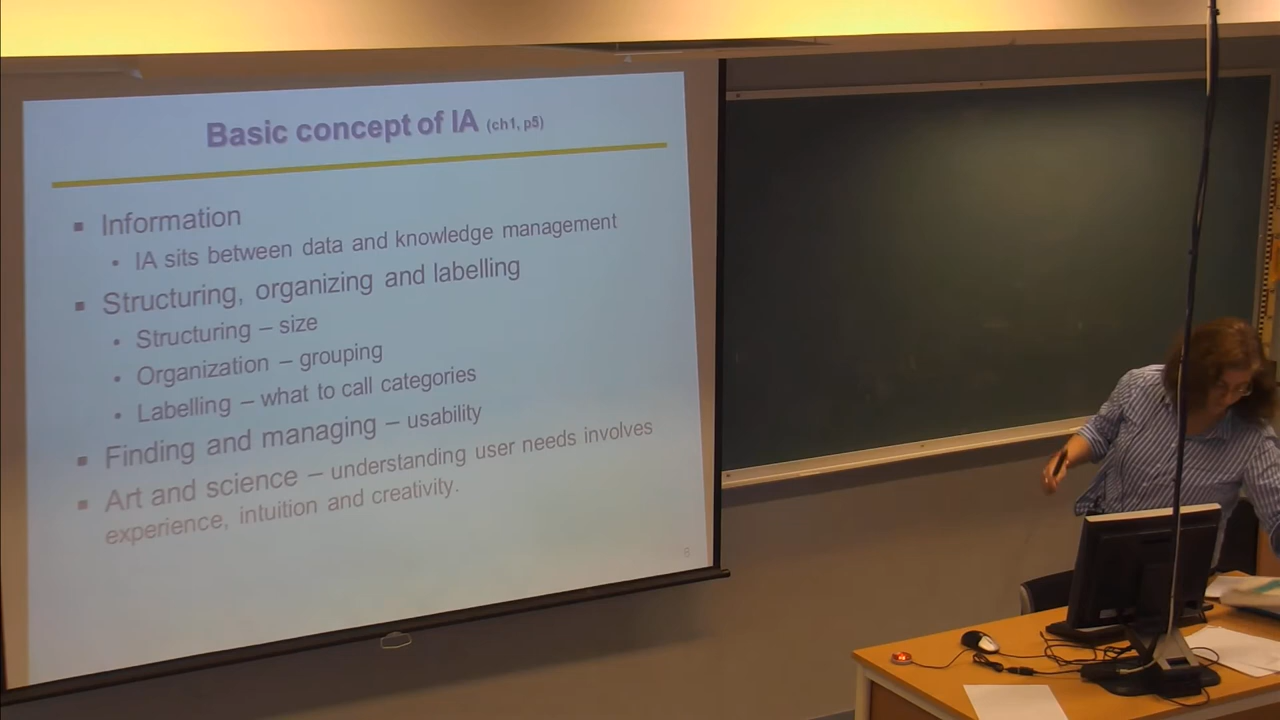 Basic concept of IA (ch1, p5)
▪ Information
• IA sits between data and knowledge management
▪ Structuring, organizing and labelling
• Structuring – size
• Organization – grouping
• Labelling – what to call categories
▪ Finding and managing – usability
▪ Art and science – understanding user needs involves
experience, intuition and creativity.
6